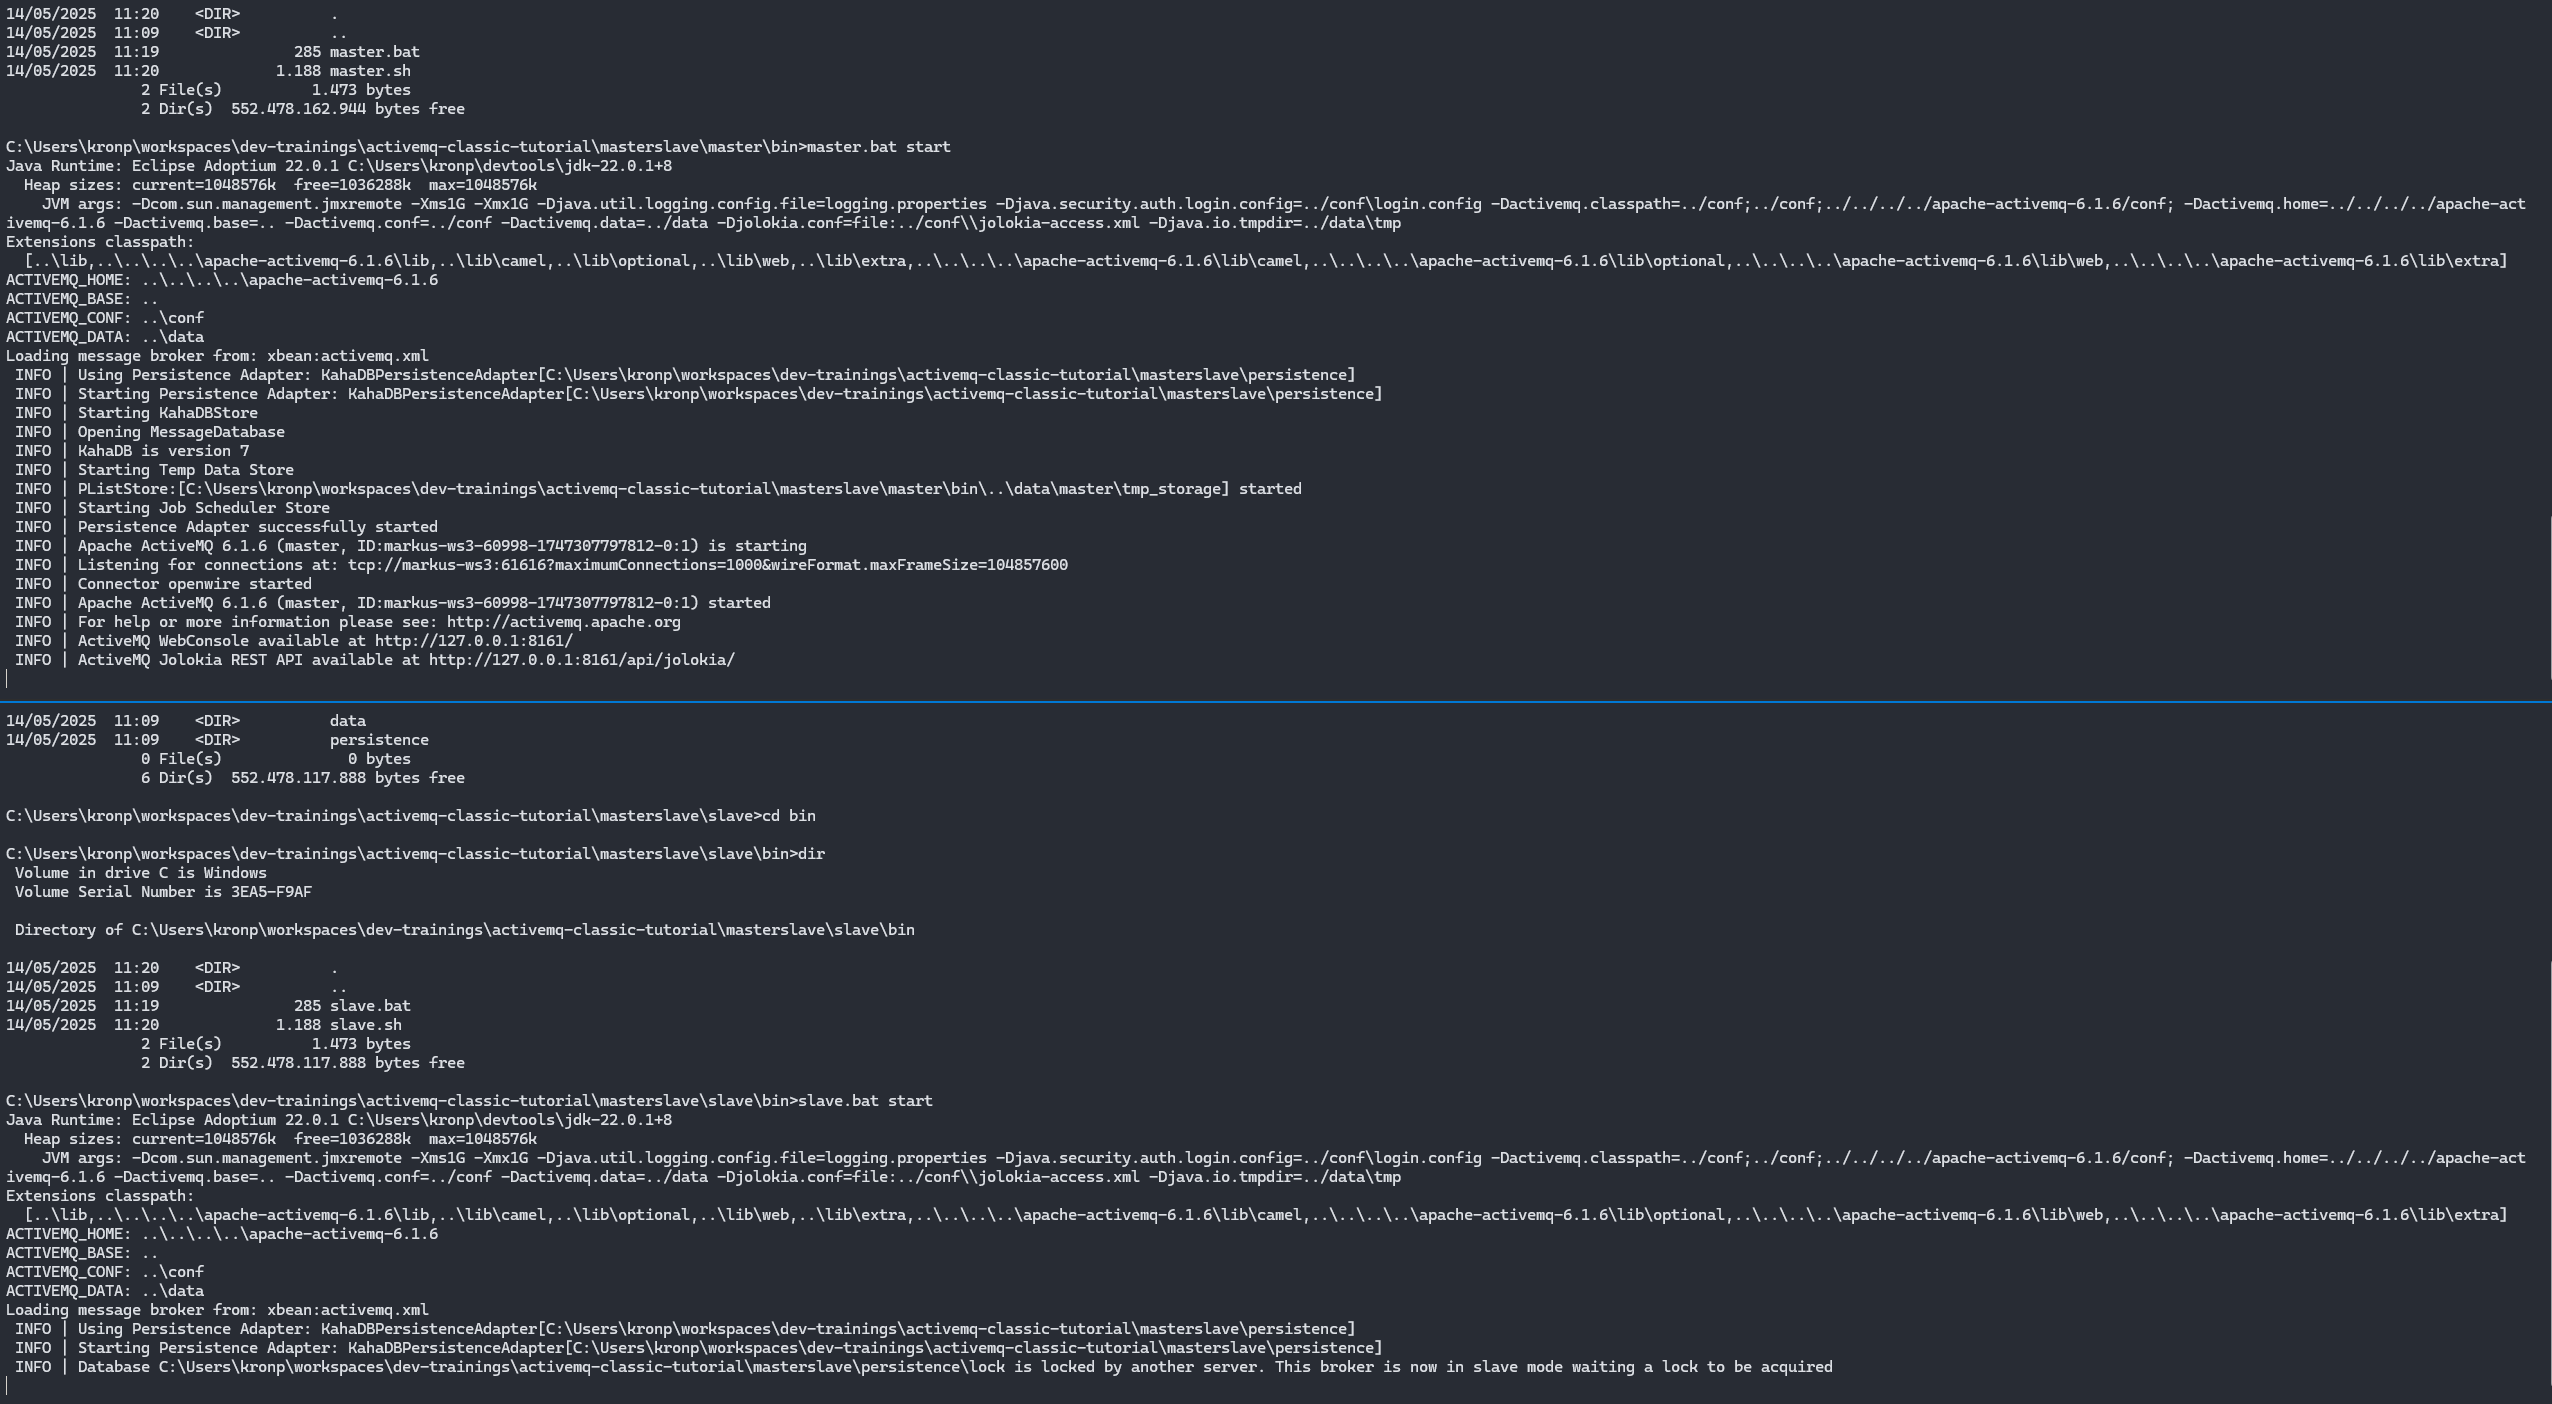 14/05/2025  11:20    <DIR>          .
14/05/2025  11:09    <DIR>          ..
14/05/2025  11:19               285 master.bat
14/05/2025  11:20             1.188 master.sh
               2 File(s)          1.473 bytes
               2 Dir(s)  552.478.162.944 bytes free
C:\Users\kronp\workspaces\dev-trainings\activemq-classic-tutorial\masterslave\master\bin>master.bat start
Java Runtime: Eclipse Adoptium 22.0.1 C:\Users\kronp\devtools\jdk-22.0.1+8
  Heap sizes: current=1048576k  free=1036288k  max=1048576k
    JVM args: -Dcom.sun.management.jmxremote -Xms1G -Xmx1G -Djava.util.logging.config.file=logging.properties -Djava.security.auth.login.config=../conf\login.config -Dactivemq.classpath=../conf;../conf;../../../../apache-activemq-6.1.6/conf; -Dactivemq.home=../../../../apache-act
ivemq-6.1.6 -Dactivemq.base=.. -Dactivemq.conf=../conf -Dactivemq.data=../data -Djolokia.conf=file:../conf\\jolokia-access.xml -Djava.io.tmpdir=../data\tmp
Extensions classpath:
  [..\lib,..\..\..\..\apache-activemq-6.1.6\lib,..\lib\camel,..\lib\optional,..\lib\web,..\lib\extra,..\..\..\..\apache-activemq-6.1.6\lib\camel,..\..\..\..\apache-activemq-6.1.6\lib\optional,..\..\..\..\apache-activemq-6.1.6\lib\web,..\..\..\..\apache-activemq-6.1.6\lib\extra]
ACTIVEMQ_HOME: ..\..\..\..\apache-activemq-6.1.6
ACTIVEMQ_BASE: ..
ACTIVEMQ_CONF: ..\conf
ACTIVEMQ_DATA: ..\data
Loading message broker from: xbean:activemq.xml
 INFO | Using Persistence Adapter: KahaDBPersistenceAdapter[C:\Users\kronp\workspaces\dev-trainings\activemq-classic-tutorial\masterslave\persistence]
 INFO | Starting Persistence Adapter: KahaDBPersistenceAdapter[C:\Users\kronp\workspaces\dev-trainings\activemq-classic-tutorial\masterslave\persistence]
 INFO | Starting KahaDBStore
 INFO | Opening MessageDatabase
 INFO | KahaDB is version 7
 INFO | Starting Temp Data Store
 INFO | PListStore:[C:\Users\kronp\workspaces\dev-trainings\activemq-classic-tutorial\masterslave\master\bin\..\data\master\tmp_storage] started
 INFO | Starting Job Scheduler Store
 INFO | Persistence Adapter successfully started
 INFO | Apache ActiveMQ 6.1.6 (master, ID:markus-ws3-60998-1747307797812-0:1) is starting
 INFO | Listening for connections at: tcp://markus-ws3:61616?maximumConnections=1000&wireFormat.maxFrameSize=104857600
 INFO | Connector openwire started
 INFO | Apache ActiveMQ 6.1.6 (master, ID:markus-ws3-60998-1747307797812-0:1) started
 INFO | For help or more information please see: http://activemq.apache.org
 INFO | ActiveMQ WebConsole available at http://127.0.0.1:8161/
 INFO | ActiveMQ Jolokia REST API available at http://127.0.0.1:8161/api/jolokia/
14/05/2025  11:09    <DIR>          data
14/05/2025  11:09    <DIR>          persistence
               0 File(s)              0 bytes
               6 Dir(s)  552.478.117.888 bytes free
C:\Users\kronp\workspaces\dev-trainings\activemq-classic-tutorial\masterslave\slave>cd bin
C:\Users\kronp\workspaces\dev-trainings\activemq-classic-tutorial\masterslave\slave\bin>dir
 Volume in drive C is Windows
 Volume Serial Number is 3EA5-F9AF
 Directory of C:\Users\kronp\workspaces\dev-trainings\activemq-classic-tutorial\masterslave\slave\bin
14/05/2025  11:20    <DIR>          .
14/05/2025  11:09    <DIR>          ..
14/05/2025  11:19               285 slave.bat
14/05/2025  11:20             1.188 slave.sh
               2 File(s)          1.473 bytes
               2 Dir(s)  552.478.117.888 bytes free
C:\Users\kronp\workspaces\dev-trainings\activemq-classic-tutorial\masterslave\slave\bin>slave.bat start
Java Runtime: Eclipse Adoptium 22.0.1 C:\Users\kronp\devtools\jdk-22.0.1+8
  Heap sizes: current=1048576k  free=1036288k  max=1048576k
    JVM args: -Dcom.sun.management.jmxremote -Xms1G -Xmx1G -Djava.util.logging.config.file=logging.properties -Djava.security.auth.login.config=../conf\login.config -Dactivemq.classpath=../conf;../conf;../../../../apache-activemq-6.1.6/conf; -Dactivemq.home=../../../../apache-act
ivemq-6.1.6 -Dactivemq.base=.. -Dactivemq.conf=../conf -Dactivemq.data=../data -Djolokia.conf=file:../conf\\jolokia-access.xml -Djava.io.tmpdir=../data\tmp
Extensions classpath:
  [..\lib,..\..\..\..\apache-activemq-6.1.6\lib,..\lib\camel,..\lib\optional,..\lib\web,..\lib\extra,..\..\..\..\apache-activemq-6.1.6\lib\camel,..\..\..\..\apache-activemq-6.1.6\lib\optional,..\..\..\..\apache-activemq-6.1.6\lib\web,..\..\..\..\apache-activemq-6.1.6\lib\extra]
ACTIVEMQ_HOME: ..\..\..\..\apache-activemq-6.1.6
ACTIVEMQ_BASE: ..
ACTIVEMQ_CONF: ..\conf
ACTIVEMQ_DATA: ..\data
Loading message broker from: xbean:activemq.xml
 INFO | Using Persistence Adapter: KahaDBPersistenceAdapter[C:\Users\kronp\workspaces\dev-trainings\activemq-classic-tutorial\masterslave\persistence]
 INFO | Starting Persistence Adapter: KahaDBPersistenceAdapter[C:\Users\kronp\workspaces\dev-trainings\activemq-classic-tutorial\masterslave\persistence]
 INFO | Database C:\Users\kronp\workspaces\dev-trainings\activemq-classic-tutorial\masterslave\persistence\lock is locked by another server. This broker is now in slave mode waiting a lock to be acquired